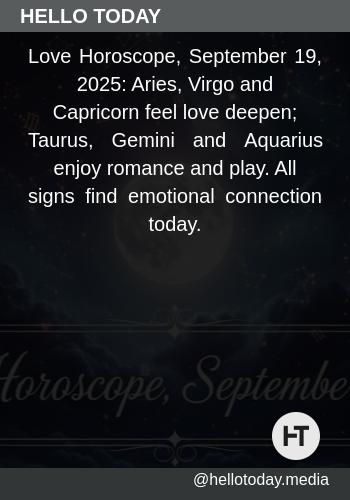 HELLO TODAY
Love Horoscope, September 19,
2025: Aries, Virgo and
Capricorn feel love deepen;
Taurus, Gemini and Aquarius
enjoy romance and play. All
signs find emotional connection
today.
Horoscope, Septembe
HT
@hellotoday.media